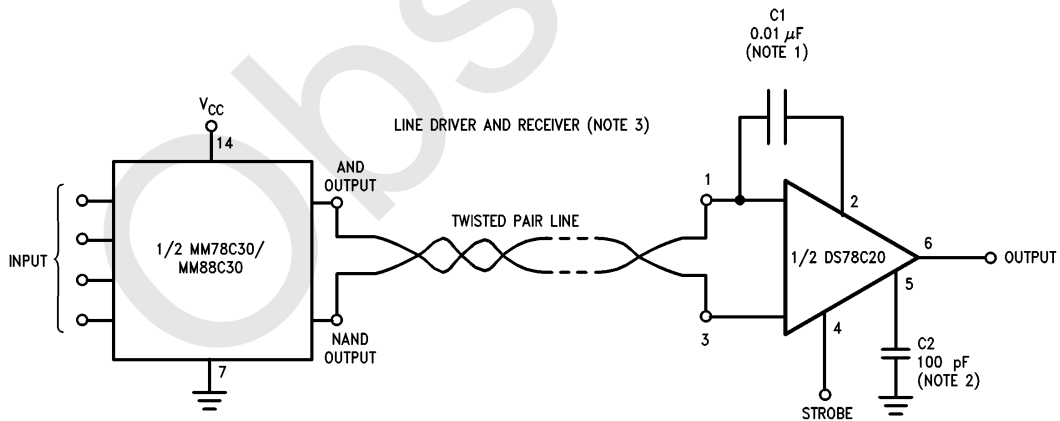 Obs
C1
0.01 μF
(NOTE 1)
VCC
14
LINE DRIVER AND RECEIVER (NOTE 3)
AND
OUTPUT
1
2
TWISTED PAIR LINE
INPUT
1/2 MM78C30/
MM88C30
1/2 DS78C20
6
OUTPUT
5
3
4
NAND
OUTPUT
7
C2
100 pF
(NOTE 2)
STROBE